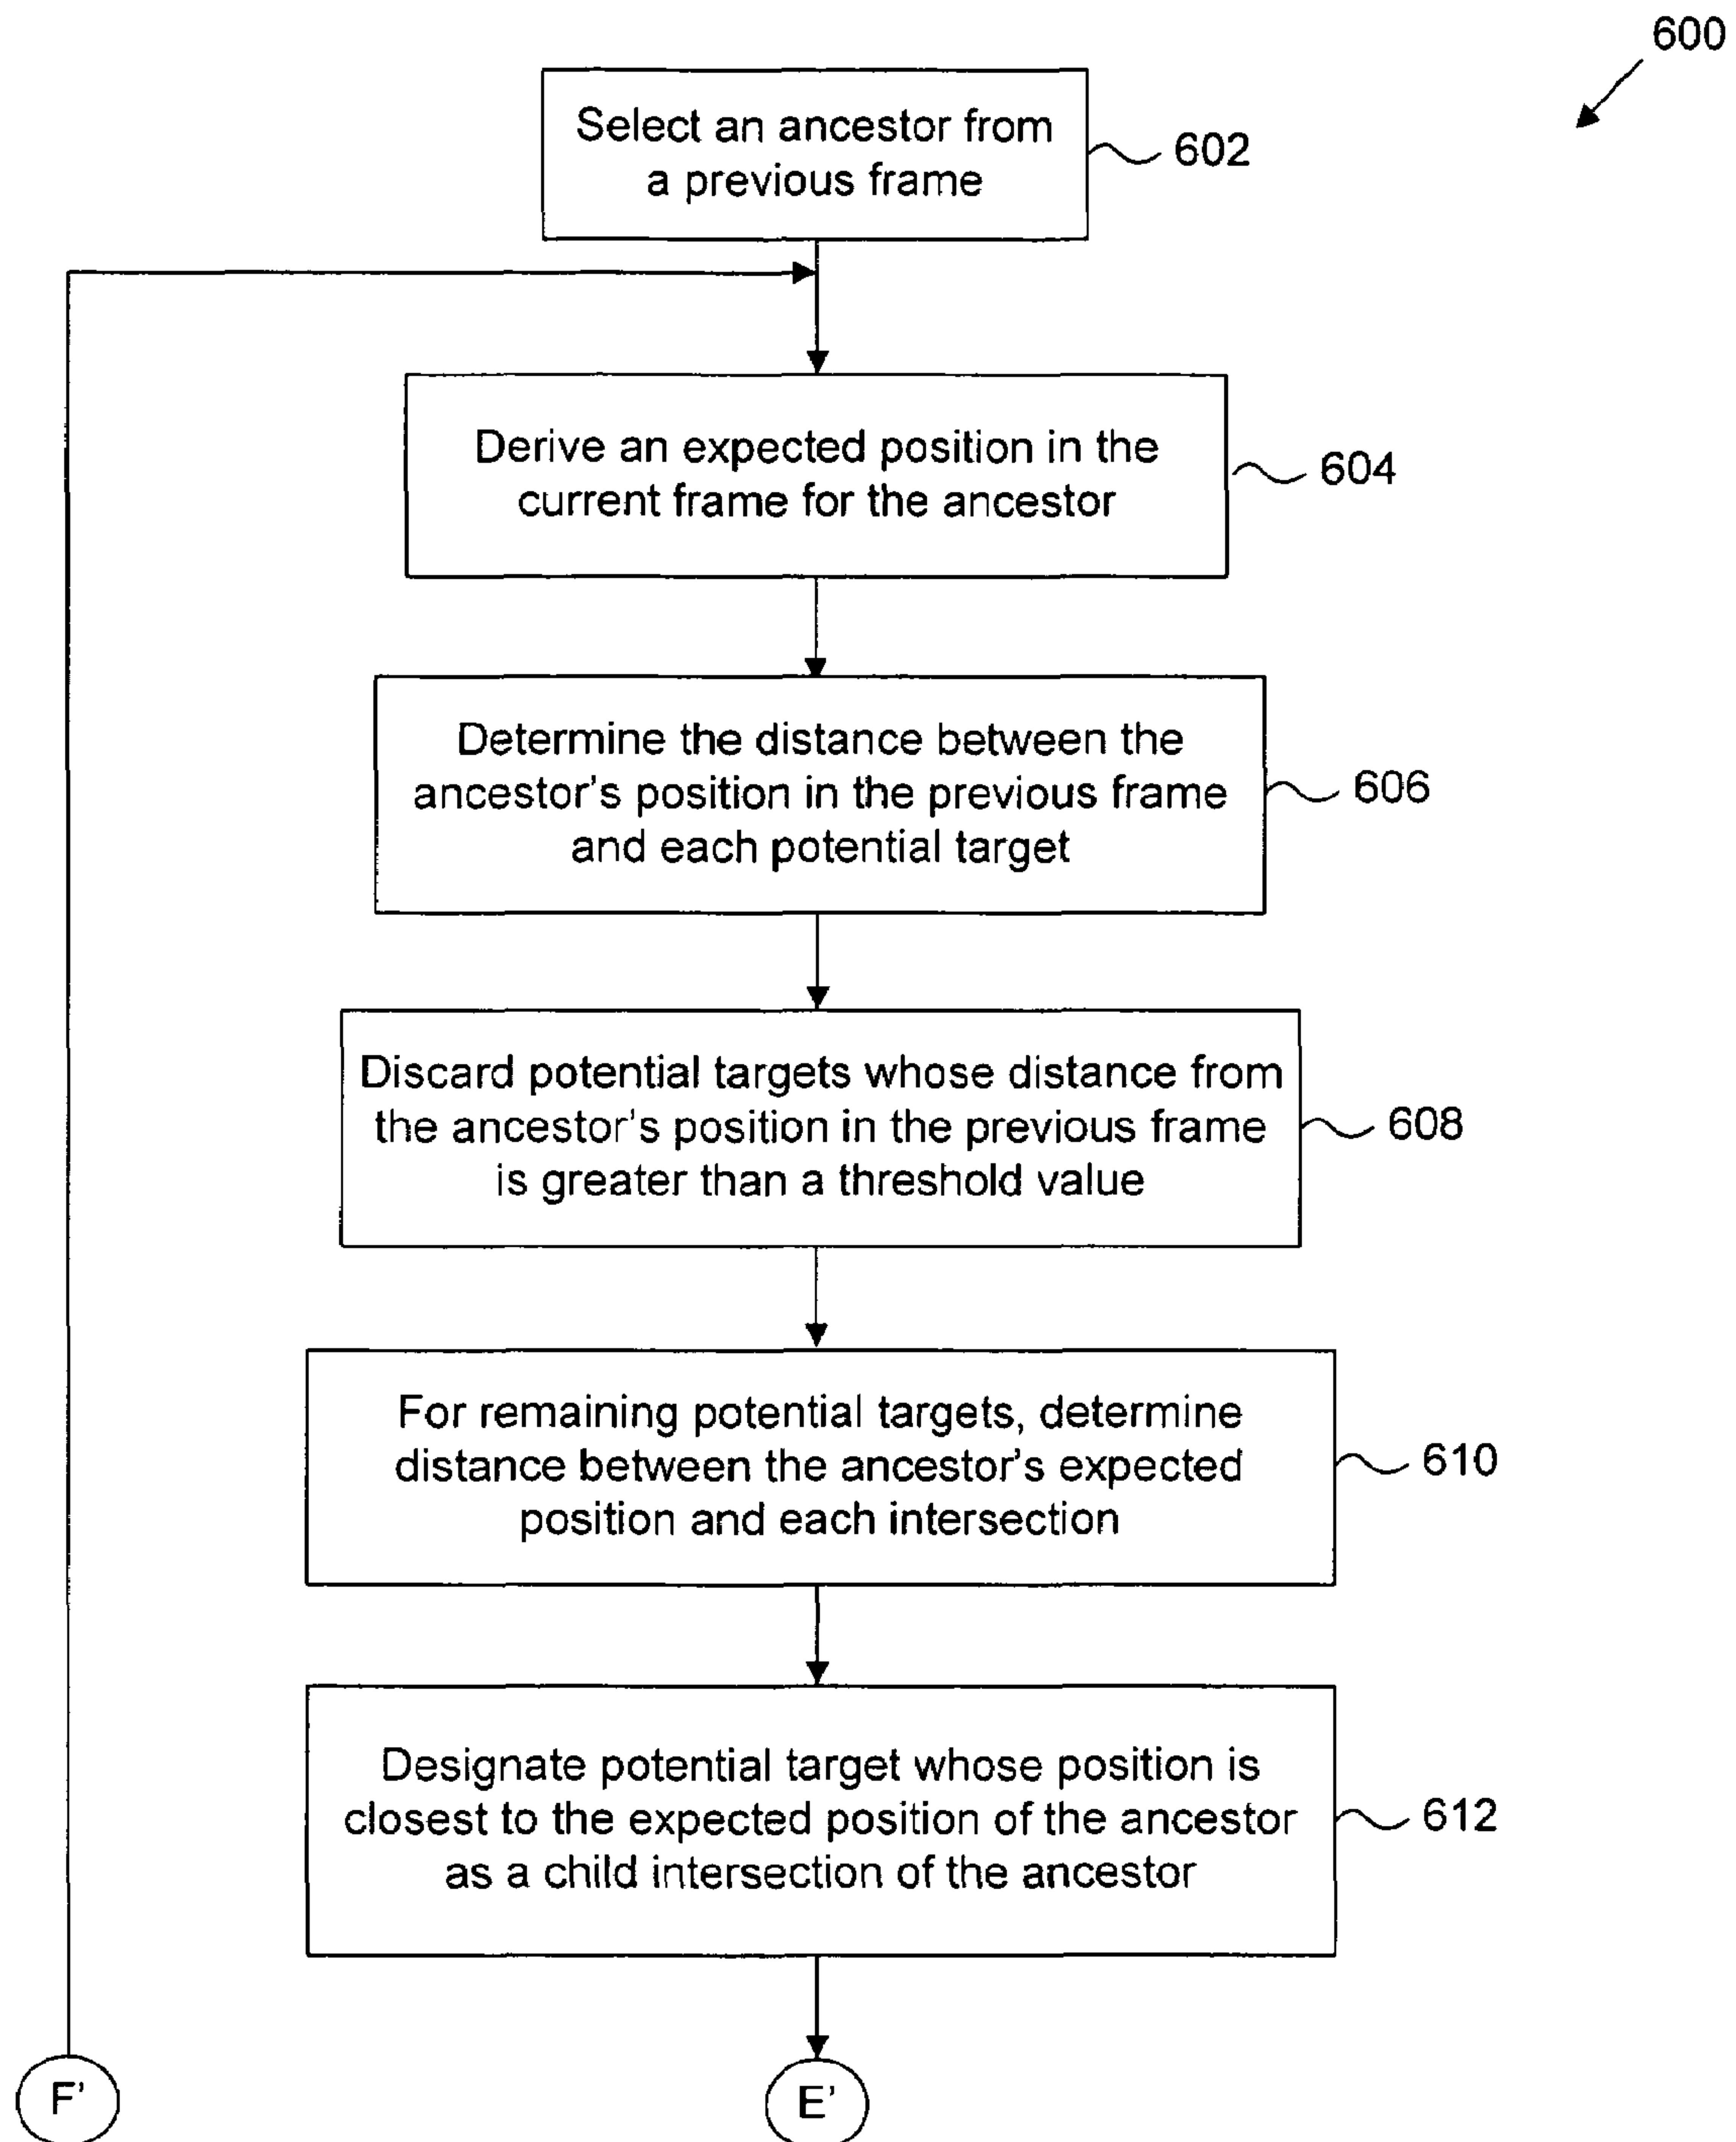 600
Select an ancestor from
a previous frame
602
Derive an expected position in the
current frame for the ancestor
604
Determine the distance between the
ancestor's position in the previous frame
and each potential target
606
Discard potential targets whose distance from
the ancestor's position in the previous frame
is greater than a threshold value
608
For remaining potential targets, determine
distance between the ancestor's expected
position and each intersection
610
Designate potential target whose position is
closest to the expected position of the ancestor
as a child intersection of the ancestor
612
F'
E'